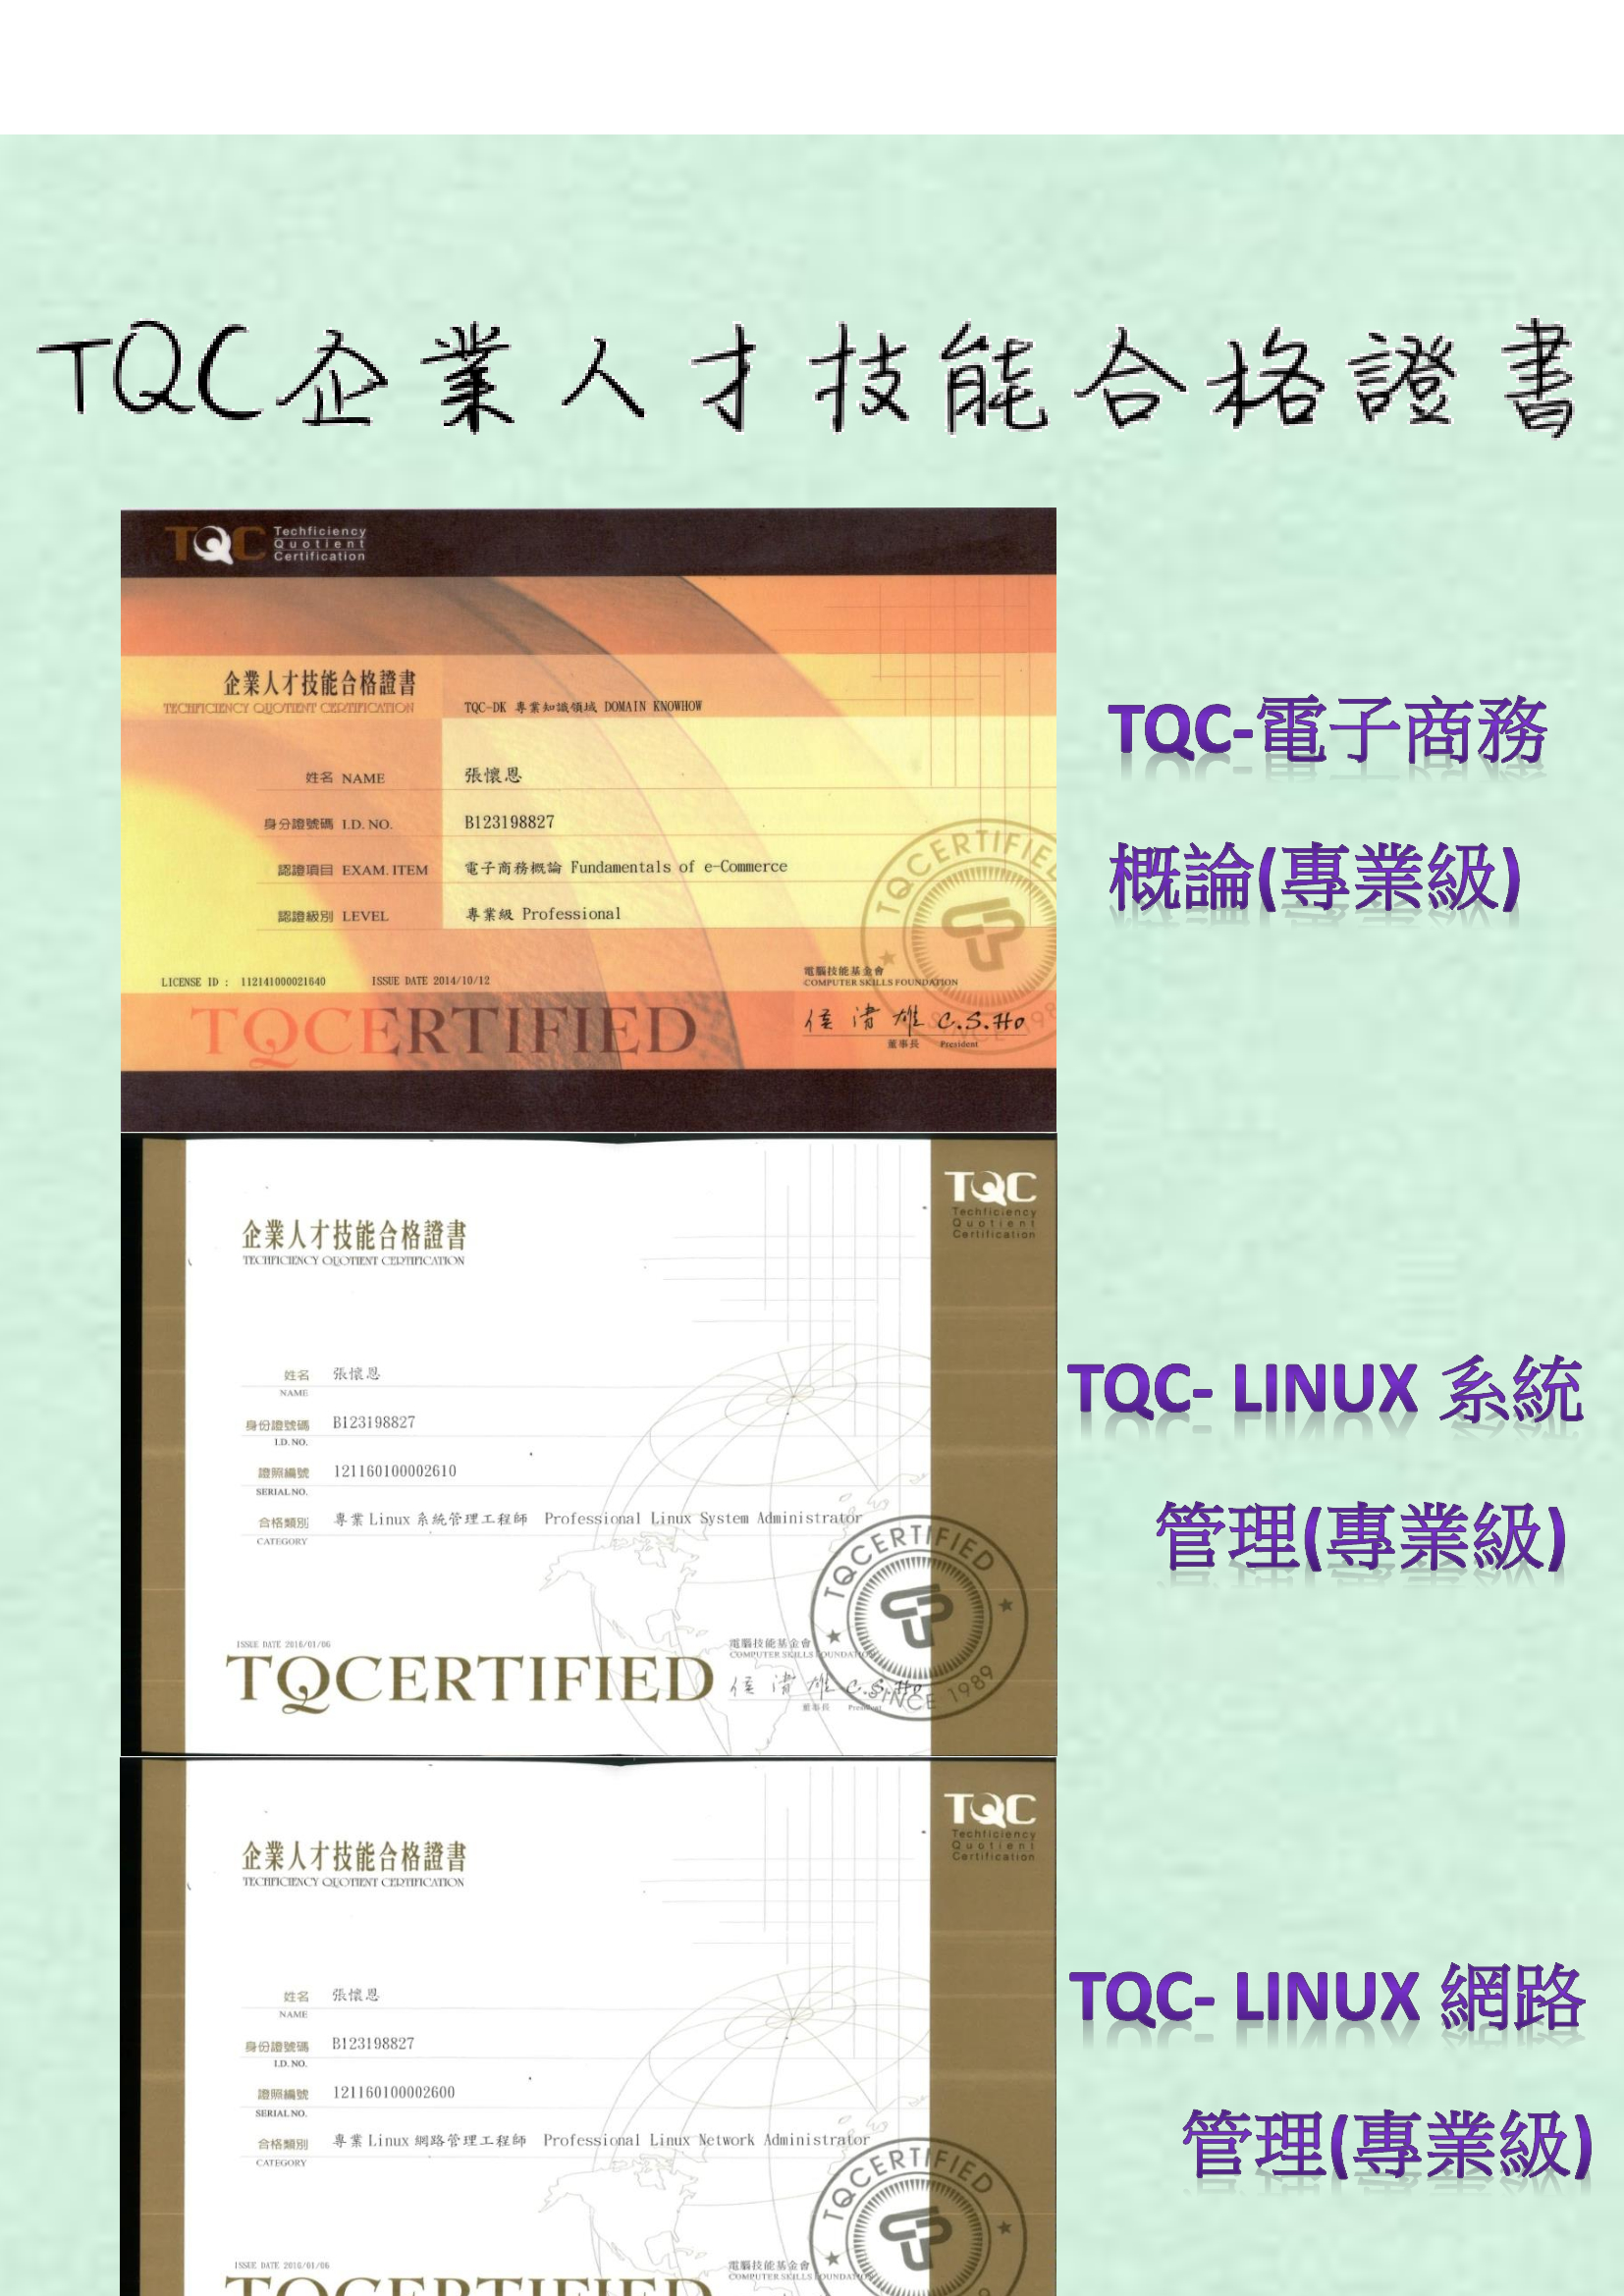 TQC企業人才技能合格證書
TQC Techficiency
Quotient
Certification
企業人才技能合格證書
TECHFICIENCY QUOTIENT CERTIFICATION
TQC-DK 專業知識領域 DOMAIN KNOWHOW
姓名 NAME 張懷恩
身分證號碼 I.D. NO. B123198827
認證項目 EXAM. ITEM 電子商務概論 Fundamentals of e-Commerce
認證級別 LEVEL 專業級 Professional
LICENSE ID : 112141000021640 ISSUE DATE 2014/10/12
電腦技能基金會
COMPUTER SKILLS FOUNDATION
TQCERTIFIED
C.S.Ho
董事長 President
TQCERTIFIE
SINCE 198
TQC-電子商務
概論(專業級)
TQC
Techficiency
Quotient
Certification
企業人才技能合格證書
TECHFICIENCY QUOTIENT CERTIFICATION
姓名 張懷恩
NAME
身份證號碼 B123198827
I.D. NO.
證照編號 121160100002610
SERIAL NO.
合格類別 專業 Linux 系統管理工程師 Professional Linux System Administrator
CATEGORY
ISSUE DATE 2016/01/06
電腦技能基金會
COMPUTER SKILLS FOUNDATION
TQCERTIFIED
C.S.Ho
董事長 President
TQCERTIFIED
SINCE 1989
TQC- LINUX 系統
管理(專業級)
TQC
Techficiency
Quotient
Certification
企業人才技能合格證書
TECHFICIENCY QUOTIENT CERTIFICATION
姓名 張懷恩
NAME
身份證號碼 B123198827
I.D. NO.
證照編號 121160100002600
SERIAL NO.
合格類別 專業 Linux 網路管理工程師 Professional Linux Network Administrator
CATEGORY
ISSUE DATE 2016/01/06
電腦技能基金會
COMPUTER SKILLS FOUNDATION
TQCERTIFIED
TQCERTIFIED
TQC- LINUX 網路
管理(專業級)